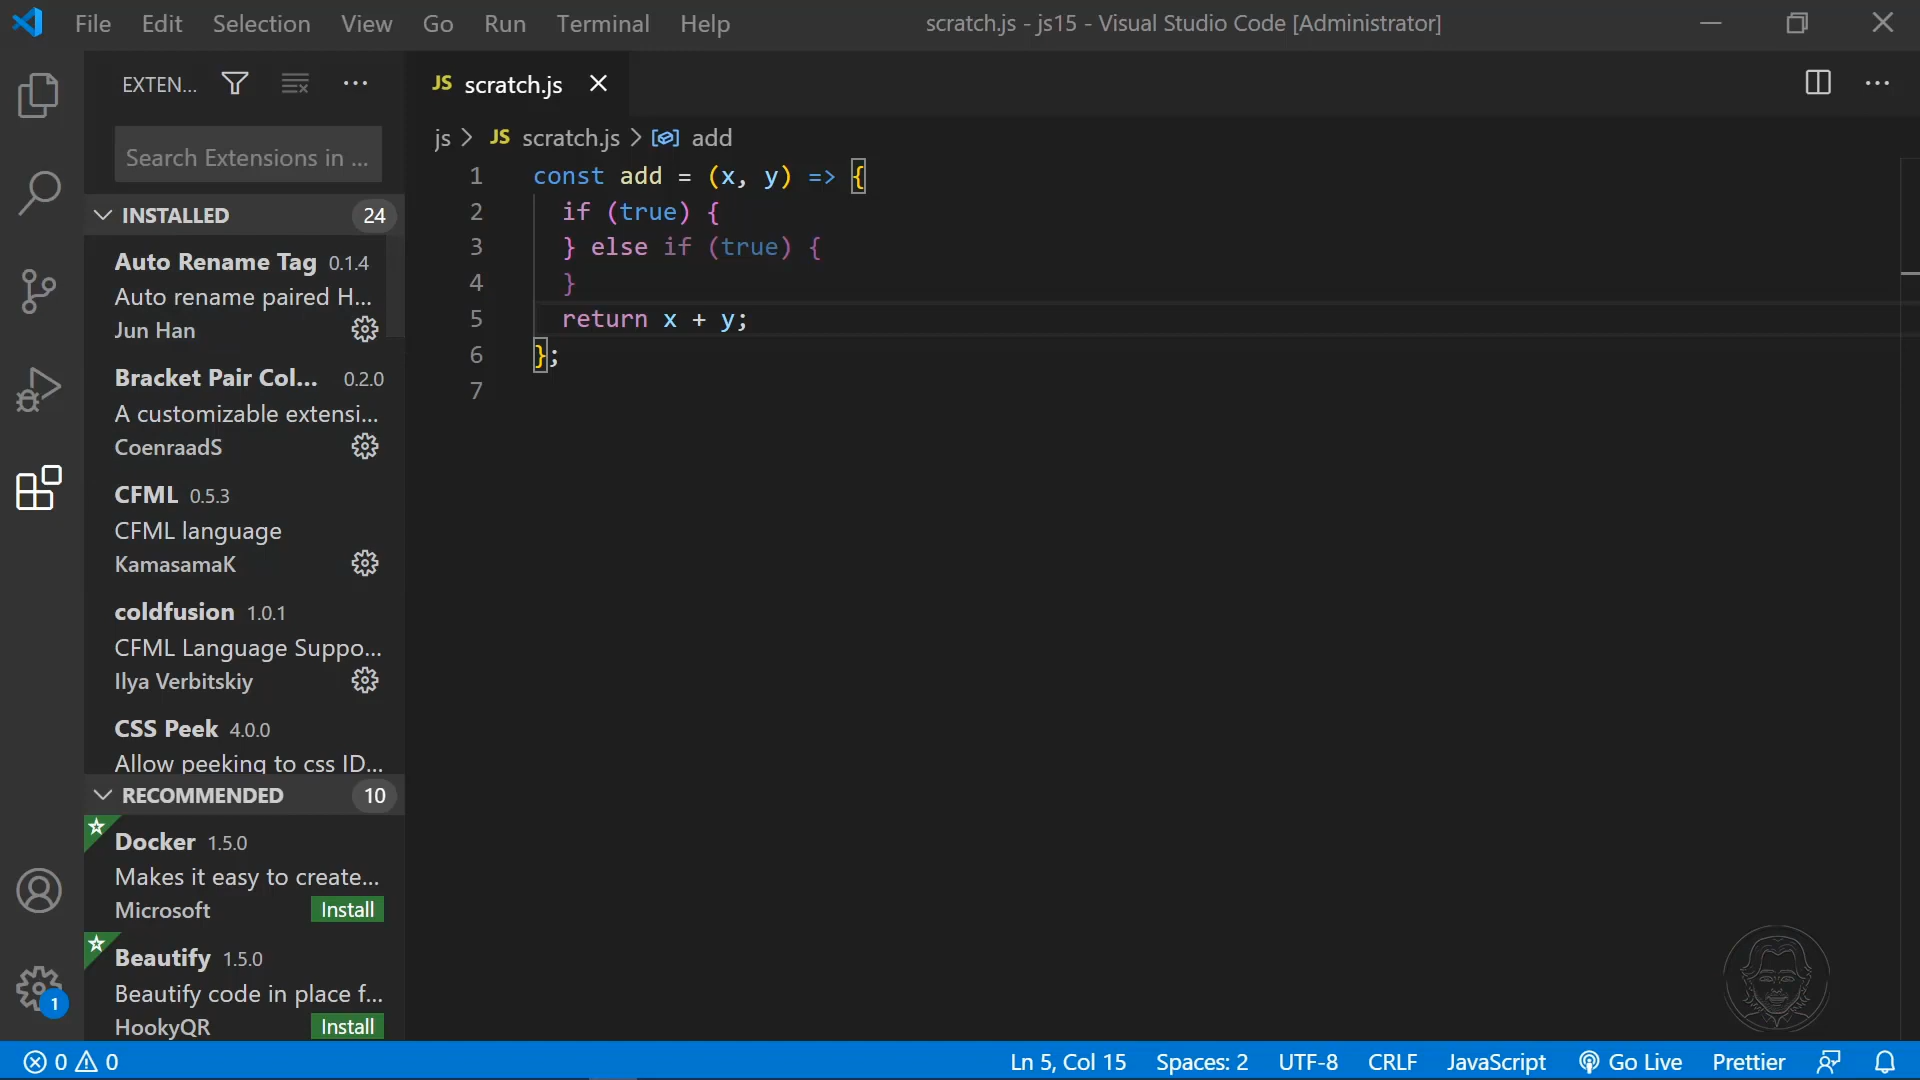 File Edit Selection View Go Run Terminal Help scratch.js - js15 - Visual Studio Code [Administrator]
EXTEN...
Search Extensions in ...
INSTALLED 24
Auto Rename Tag 0.1.4
Auto rename paired H...
Jun Han
Bracket Pair Col... 0.2.0
A customizable extensi...
CoenraadS
CFML 0.5.3
CFML language
KamasamaK
coldfusion 1.0.1
CFML Language Suppo...
Ilya Verbitskiy
CSS Peek 4.0.0
Allow peeking to css ID...
RECOMMENDED 10
Docker 1.5.0
Makes it easy to create...
Microsoft Install
Beautify 1.5.0
Beautify code in place f...
HookyQR Install
1
JS scratch.js
js > JS scratch.js > add
1 const add = (x, y) => {
2 if (true) {
3 } else if (true) {
4 }
5 return x + y;
6 };
7
0 0 Ln 5, Col 15 Spaces: 2 UTF-8 CRLF JavaScript Go Live Prettier